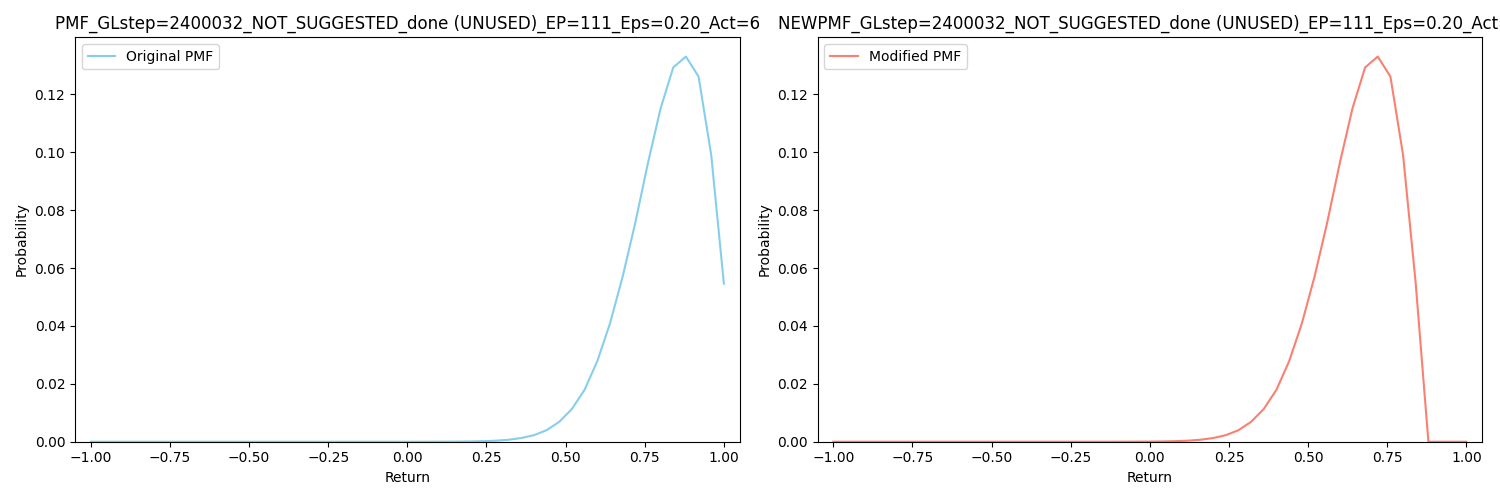 PMF_GLstep=2400032_NOT_SUGGESTED_done (UNUSED)_EP=111_Eps=0.20_Act=6
Original PMF
0.12
0.10
0.08
0.06
0.04
0.02
0.00
Probability
−1.00 −0.75 −0.50 −0.25 0.00 0.25 0.50 0.75 1.00
Return
NEWPMF_GLstep=2400032_NOT_SUGGESTED_done (UNUSED)_EP=111_Eps=0.20_Act
Modified PMF
0.12
0.10
0.08
0.06
0.04
0.02
0.00
Probability
−1.00 −0.75 −0.50 −0.25 0.00 0.25 0.50 0.75 1.00
Return